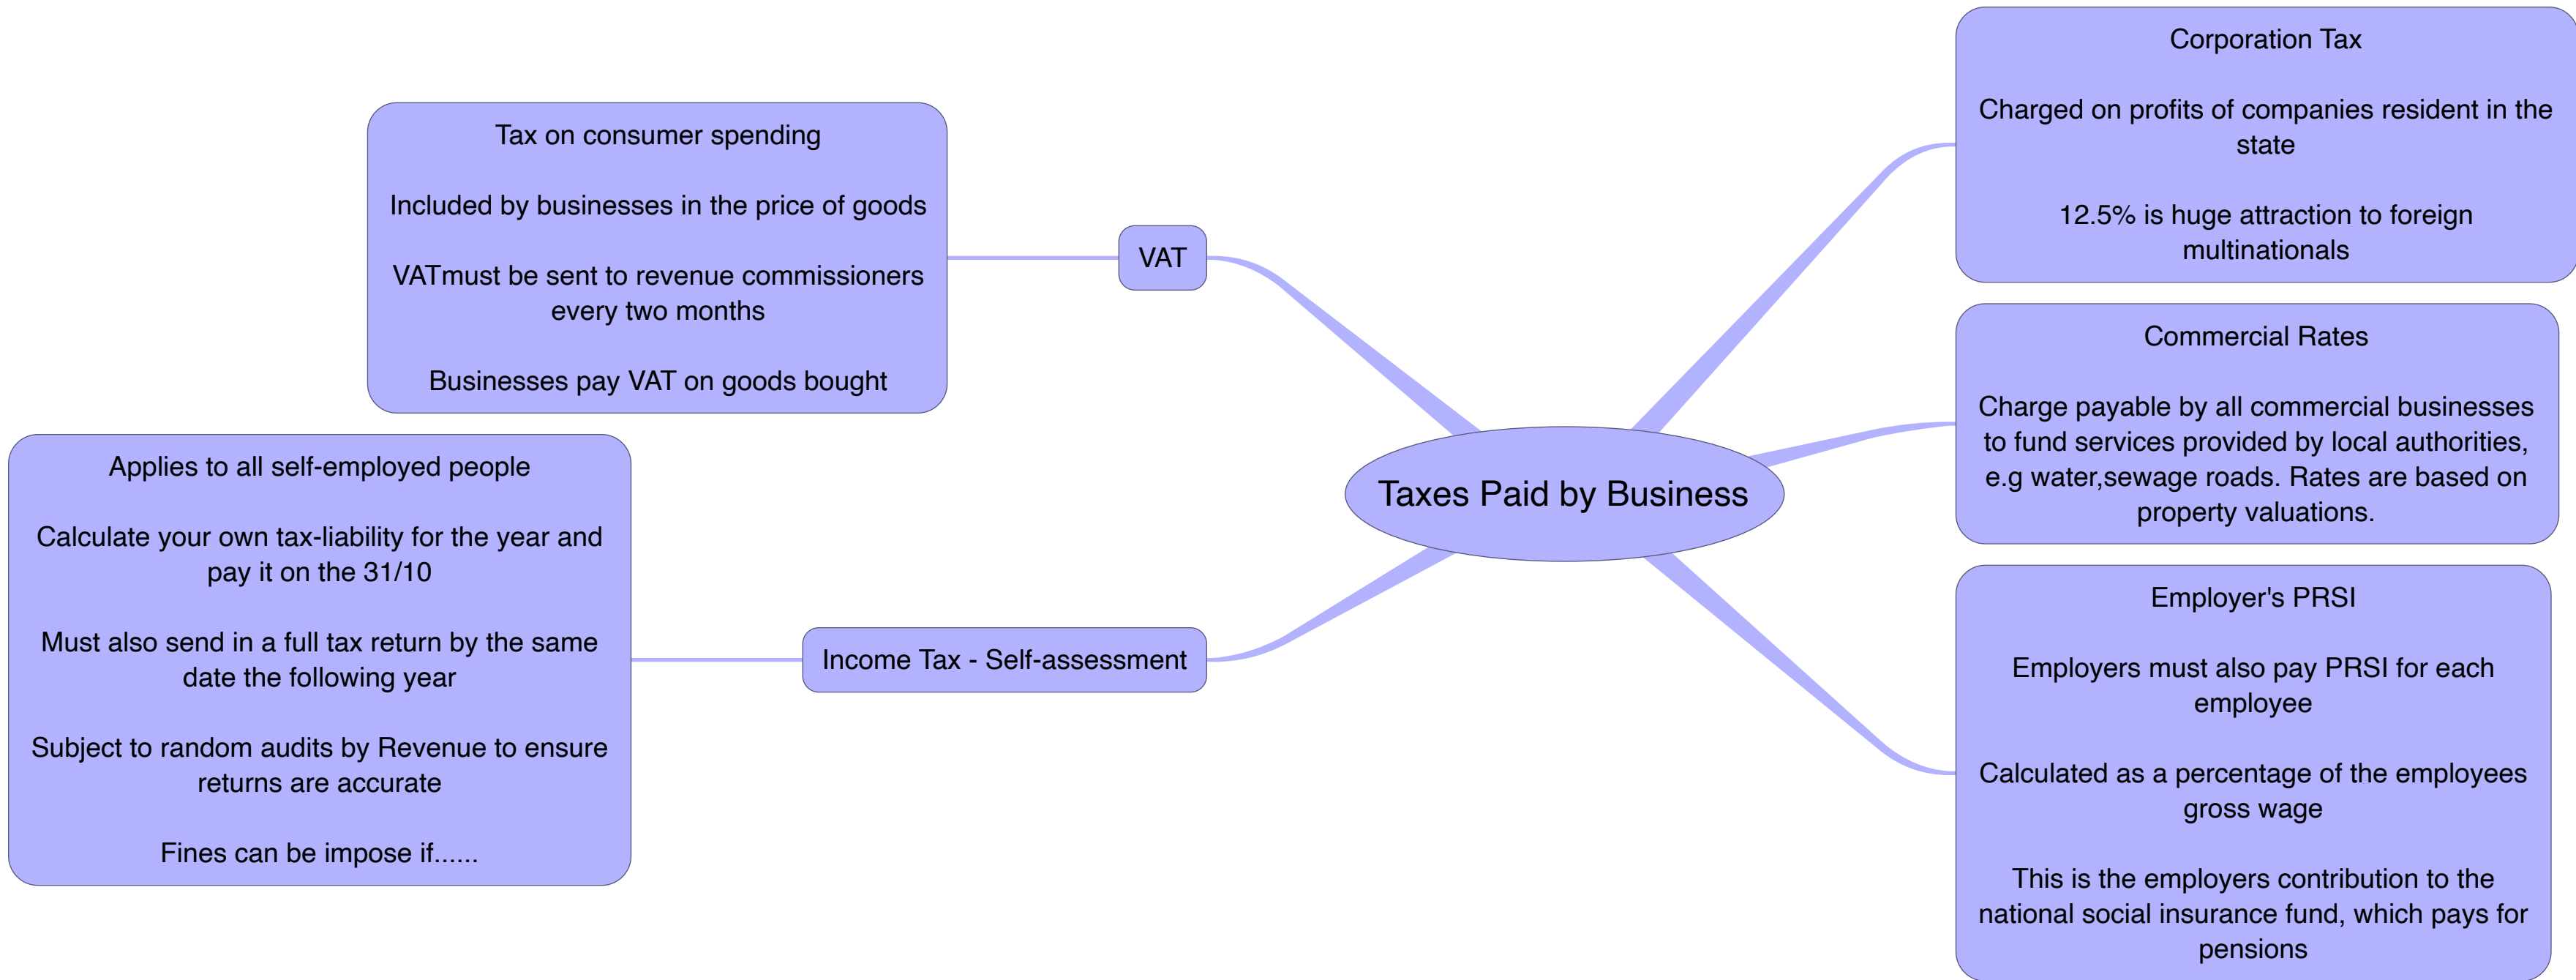 Taxes Paid by Business
VAT
Tax on consumer spending
Included by businesses in the price of goods
VATmust be sent to revenue commissioners
every two months
Businesses pay VAT on goods bought
Income Tax - Self-assessment
Applies to all self-employed people
Calculate your own tax-liability for the year and
pay it on the 31/10
Must also send in a full tax return by the same
date the following year
Subject to random audits by Revenue to ensure
returns are accurate
Fines can be impose if......
Corporation Tax
Charged on profits of companies resident in the
state
12.5% is huge attraction to foreign
multinationals
Commercial Rates
Charge payable by all commercial businesses
to fund services provided by local authorities,
e.g water,sewage roads. Rates are based on
property valuations.
Employer's PRSI
Employers must also pay PRSI for each
employee
Calculated as a percentage of the employees
gross wage
This is the employers contribution to the
national social insurance fund, which pays for
pensions